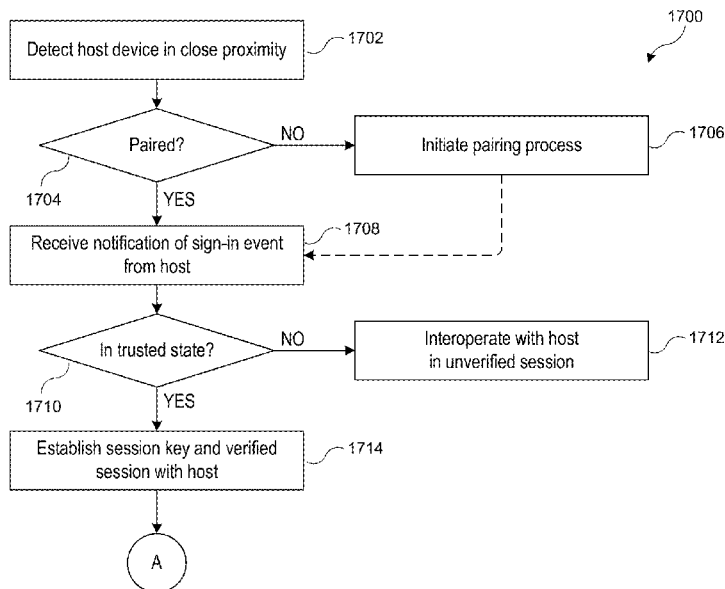 Detect host device in close proximity
1702
1700
Paired?
NO
Initiate pairing process
1706
1704
YES
Receive notification of sign-in event
from host
1708
In trusted state?
NO
Interoperate with host
in unverified session
1712
1710
YES
Establish session key and verified
session with host
1714
A